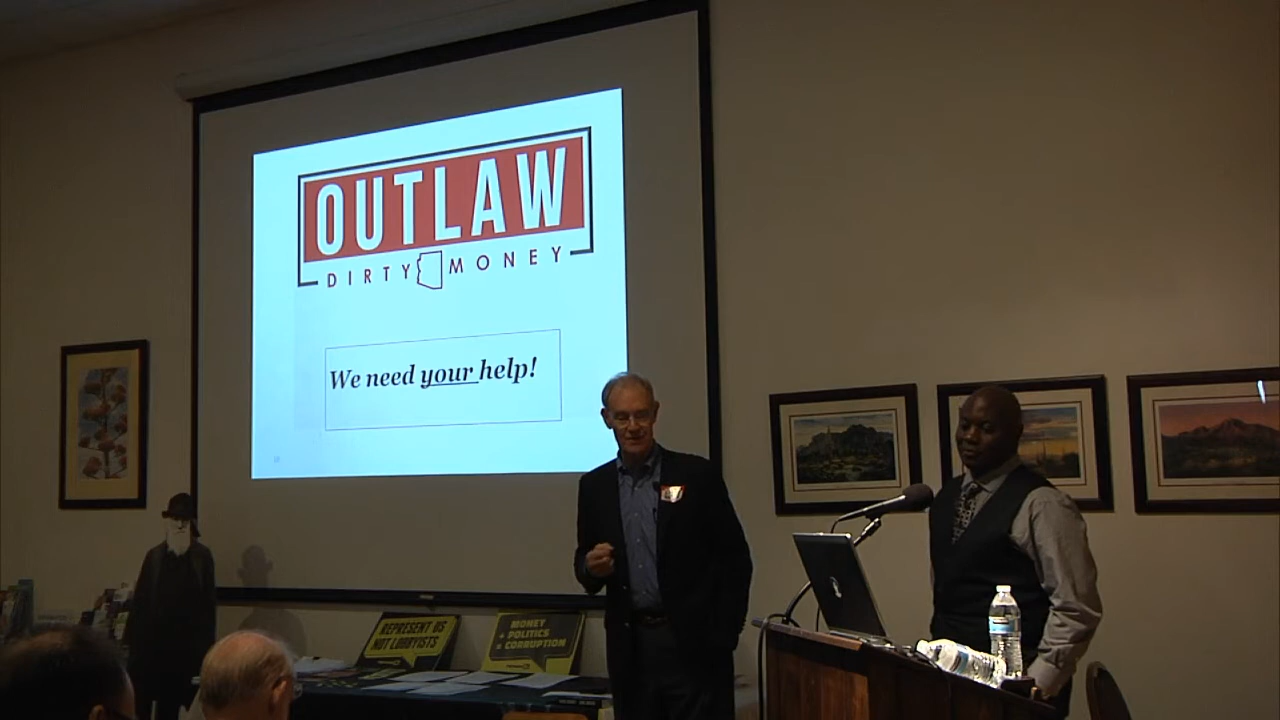 OUTLAW
DIRTY MONEY
We need your help!
REPRESENT US
NOT LOBBYISTS
MONEY
+ POLITICS
= CORRUPTION